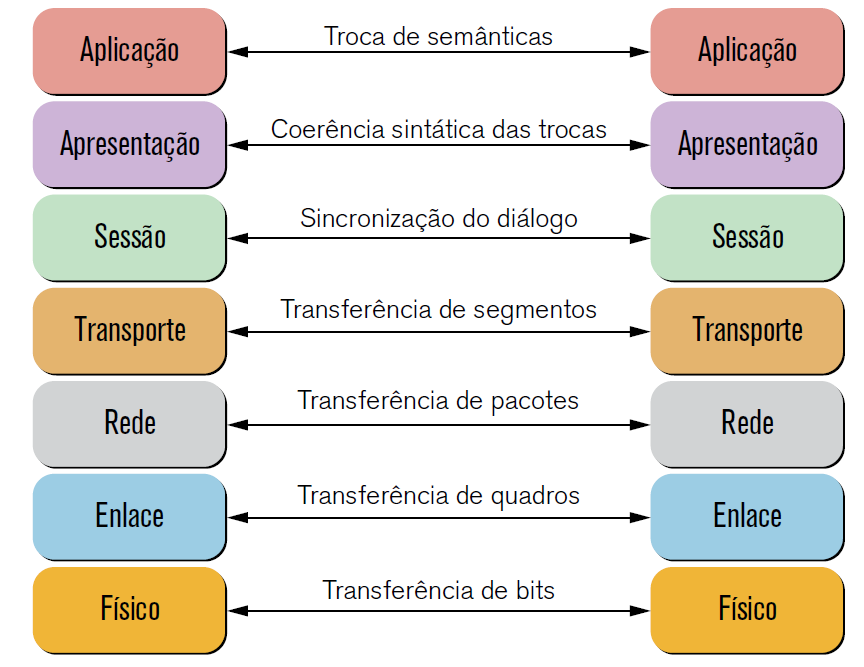 Aplicação Troca de semânticas Aplicação
Apresentação Coerência sintática das trocas Apresentação
Sessão Sincronização do diálogo Sessão
Transporte Transferência de segmentos Transporte
Rede Transferência de pacotes Rede
Enlace Transferência de quadros Enlace
Físico Transferência de bits Físico